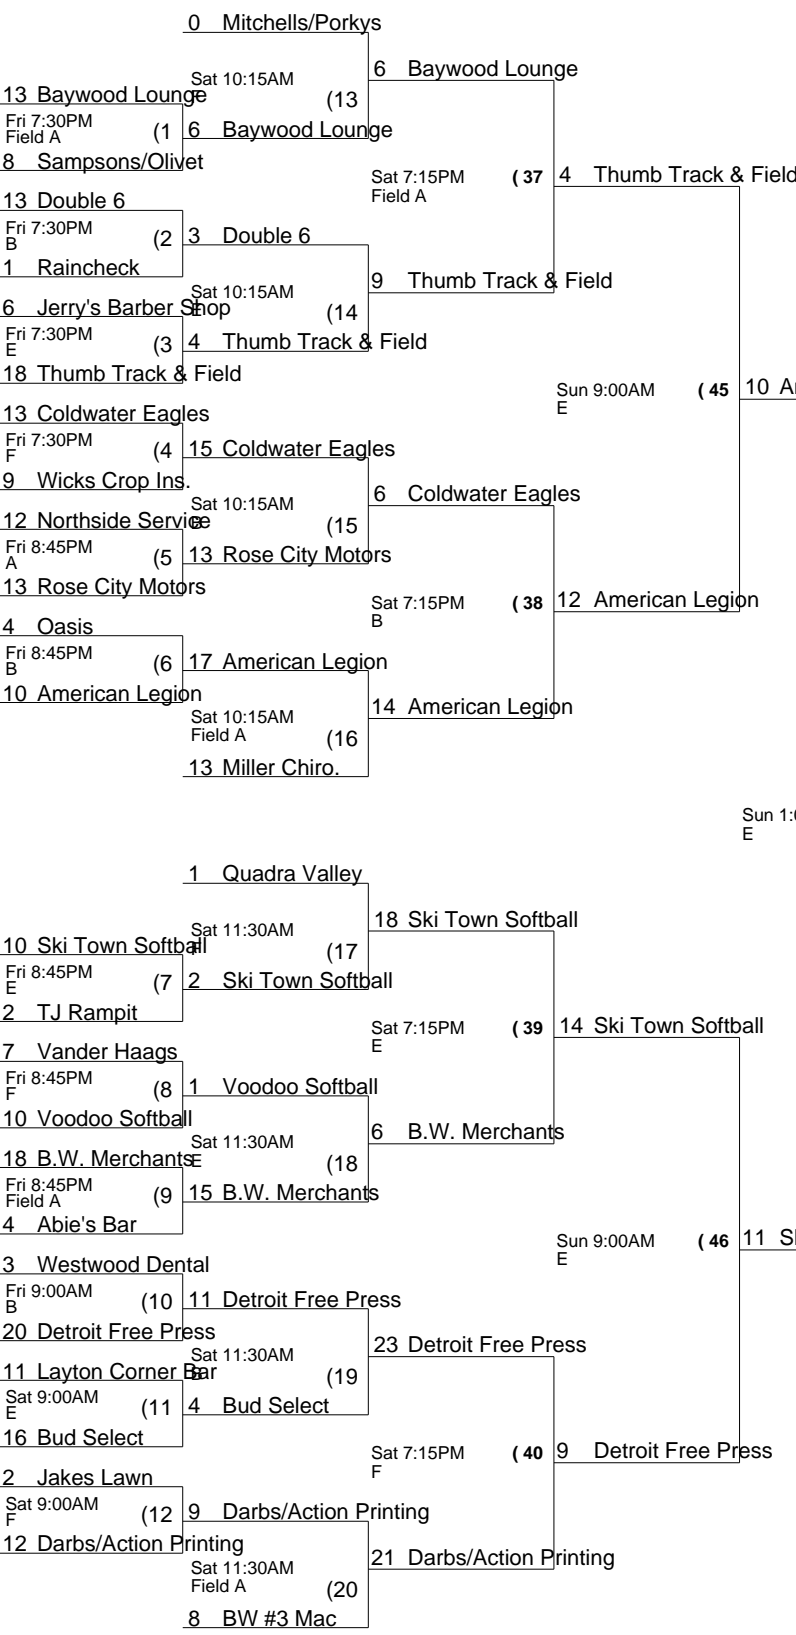 0 Mitchells/Porkys
6 Baywood Lounge
Sat 10:15AM
(13
13 Baywood Lounge
Fri 7:30PM
Field A
(1
6 Baywood Lounge
8 Sampsons/Olivet
Sat 7:15PM
Field A
( 37
4 Thumb Track & Field
13 Double 6
Fri 7:30PM
B
(2
3 Double 6
1 Raincheck
9 Thumb Track & Field
Sat 10:15AM
E
(14
6 Jerry's Barber Shop
Fri 7:30PM
E
(3
4 Thumb Track & Field
18 Thumb Track & Field
Sun 9:00AM
E
( 45
10
13 Coldwater Eagles
Fri 7:30PM
F
(4
15 Coldwater Eagles
9 Wicks Crop Ins.
6 Coldwater Eagles
Sat 10:15AM
(15
12 Northside Service
Fri 8:45PM
A
(5
13 Rose City Motors
13 Rose City Motors
Sat 7:15PM
B
( 38
12 American Legion
4 Oasis
Fri 8:45PM
B
(6
17 American Legion
10 American Legion
14 American Legion
Sat 10:15AM
Field A
(16
13 Miller Chiro.
Sun 1:
E
1 Quadra Valley
18 Ski Town Softball
Sat 11:30AM
(17
10 Ski Town Softball
Fri 8:45PM
E
(7
2 Ski Town Softball
2 TJ Rampit
Sat 7:15PM
E
( 39
14 Ski Town Softball
7 Vander Haags
Fri 8:45PM
F
(8
1 Voodoo Softball
10 Voodoo Softball
6 B.W. Merchants
Sat 11:30AM
E
(18
18 B.W. Merchants
Fri 8:45PM
Field A
(9
15 B.W. Merchants
4 Abie's Bar
Sun 9:00AM
E
( 46
11
3 Westwood Dental
Fri 9:00AM
B
(10
11 Detroit Free Press
20 Detroit Free Press
23 Detroit Free Press
Sat 11:30AM
(19
11 Layton Corner Bar
Sat 9:00AM
E
(11
4 Bud Select
16 Bud Select
Sat 7:15PM
F
( 40
9 Detroit Free Press
2 Jakes Lawn
Sat 9:00AM
F
(12
9 Darbs/Action Printing
12 Darbs/Action Printing
21 Darbs/Action Printing
Sat 11:30AM
Field A
(20
8 BW #3 Mac